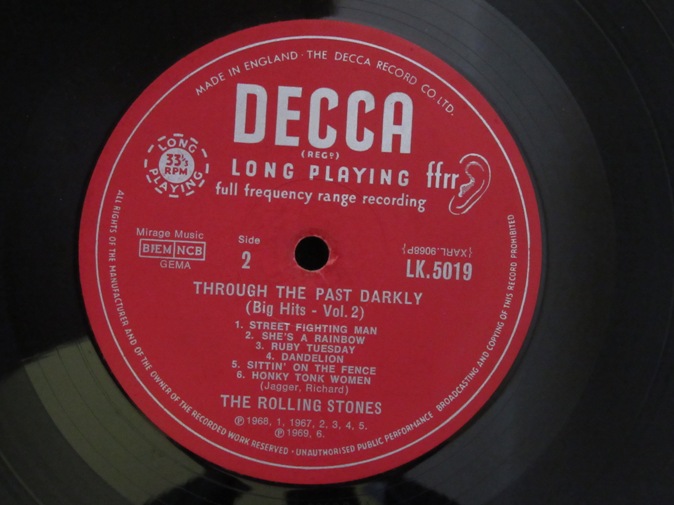 MADE IN ENGLAND · THE DECCA RECORD CO. LTD.
DECCA
(REGD)
LONG PLAYING
ffrr
full frequency range recording
LONG
33⅓
RPM
PLAYING
Mirage Music
BIEM NCB
GEMA
Side
2
{XARL.9068P}
LK.5019
THROUGH THE PAST DARKLY
(Big Hits - Vol. 2)
1. STREET FIGHTING MAN
2. SHE'S A RAINBOW
3. RUBY TUESDAY
4. DANDELION
5. SITTIN' ON THE FENCE
6. HONKY TONK WOMEN
(Jagger, Richard)
THE ROLLING STONES
℗ 1968, 1, 1967, 2, 3, 4, 5.
℗ 1969, 6.
ALL RIGHTS OF THE MANUFACTURER AND OF THE OWNER OF THE RECORDED WORK RESERVED · UNAUTHORISED PUBLIC PERFORMANCE BROADCASTING AND COPYING OF THIS RECORD PROHIBITED